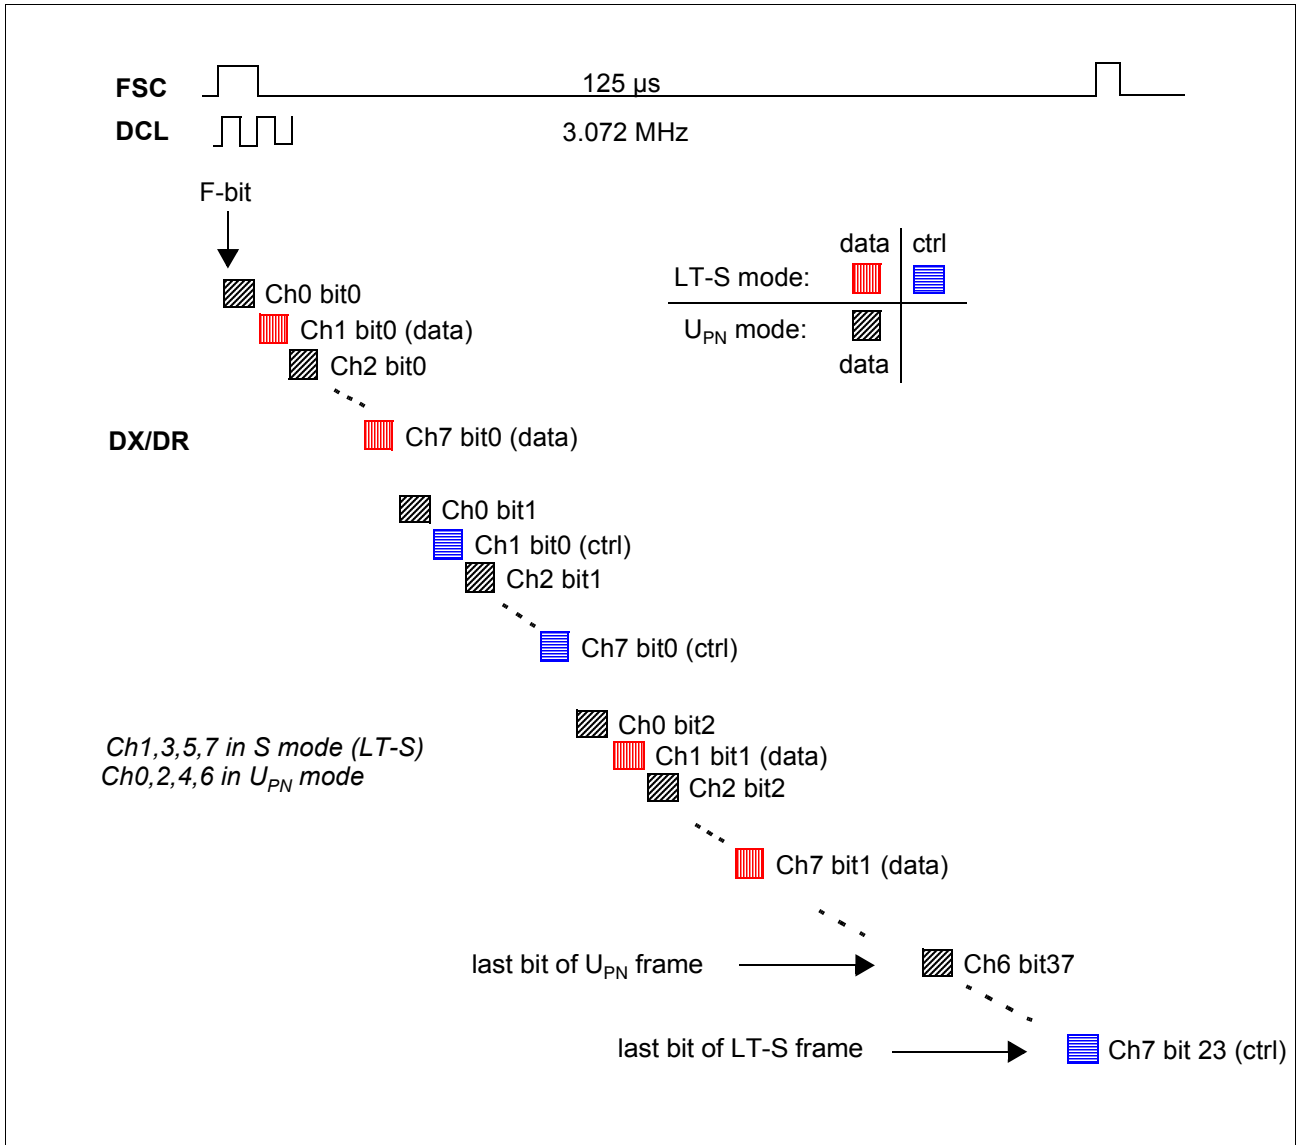 FSC 125 µs
DCL 3.072 MHz
F-bit
data ctrl
LT-S mode:
UPN mode:
data
Ch0 bit0
Ch1 bit0 (data)
Ch2 bit0
DX/DR
Ch7 bit0 (data)
Ch0 bit1
Ch1 bit0 (ctrl)
Ch2 bit1
Ch7 bit0 (ctrl)
Ch0 bit2
Ch1 bit1 (data)
Ch2 bit2
Ch1,3,5,7 in S mode (LT-S)
Ch0,2,4,6 in UPN mode
Ch7 bit1 (data)
last bit of UPN frame
Ch6 bit37
last bit of LT-S frame
Ch7 bit 23 (ctrl)